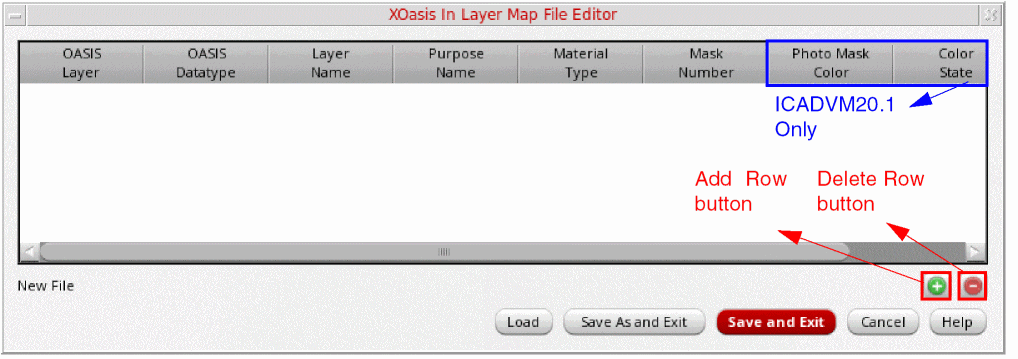 XOasis In Layer Map File Editor
OASIS Layer
OASIS Datatype
Layer Name
Purpose Name
Material Type
Mask Number
Photo Mask Color
Color State
ICADVM20.1
Only
Add Row
button
Delete Row
button
New File
Load
Save As and Exit
Save and Exit
Cancel
Help